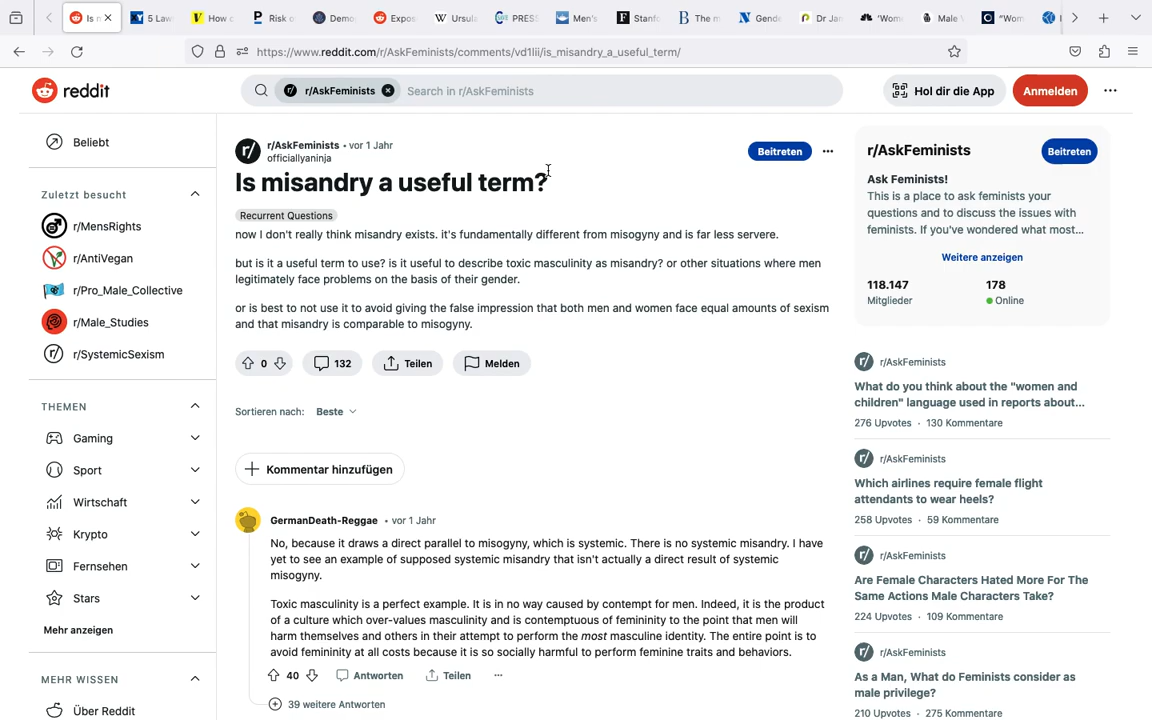 Is n
5 Law
How c
Risk o
Demo
Expos
Ursula
PRESS
Men's
Stanf
The m
Gende
Dr Jan
"Wom
Male V
"Wom
https://www.reddit.com/r/AskFeminists/comments/vd1lii/is_misandry_a_useful_term/
reddit
r/AskFeminists
Search in r/AskFeminists
Hol dir die App
Anmelden
Beliebt
Zuletzt besucht
r/MensRights
r/AntiVegan
r/Pro_Male_Collective
r/Male_Studies
r/SystemicSexism
THEMEN
Gaming
Sport
Wirtschaft
Krypto
Fernsehen
Stars
Mehr anzeigen
MEHR WISSEN
Über Reddit
r/AskFeminists • vor 1 Jahr
officiallyaninja
Beitreten
Is misandry a useful term?
Recurrent Questions
now I don't really think misandry exists. it's fundamentally different from misogyny and is far less servere.
but is it a useful term to use? is it useful to describe toxic masculinity as misandry? or other situations where men
legitimately face problems on the basis of their gender.
or is best to not use it to avoid giving the false impression that both men and women face equal amounts of sexism
and that misandry is comparable to misogyny.
0
132
Teilen
Melden
Sortieren nach: Beste
Kommentar hinzufügen
GermanDeath-Reggae • vor 1 Jahr
No, because it draws a direct parallel to misogyny, which is systemic. There is no systemic misandry. I have
yet to see an example of supposed systemic misandry that isn't actually a direct result of systemic
misogyny.
Toxic masculinity is a perfect example. It is in no way caused by contempt for men. Indeed, it is the product
of a culture which over-values masculinity and is contemptuous of femininity to the point that men will
harm themselves and others in their attempt to perform the most masculine identity. The entire point is to
avoid femininity at all costs because it is so socially harmful to perform feminine traits and behaviors.
40
Antworten
Teilen
39 weitere Antworten
r/AskFeminists
Beitreten
Ask Feminists!
This is a place to ask feminists your
questions and to discuss the issues with
feminists. If you've wondered what most...
Weitere anzeigen
118.147
178
Mitglieder
Online
r/AskFeminists
What do you think about the "women and
children" language used in reports about...
276 Upvotes · 130 Kommentare
r/AskFeminists
Which airlines require female flight
attendants to wear heels?
258 Upvotes · 59 Kommentare
r/AskFeminists
Are Female Characters Hated More For The
Same Actions Male Characters Take?
224 Upvotes · 109 Kommentare
r/AskFeminists
As a Man, What do Feminists consider as
male privilege?
210 Upvotes · 275 Kommentare